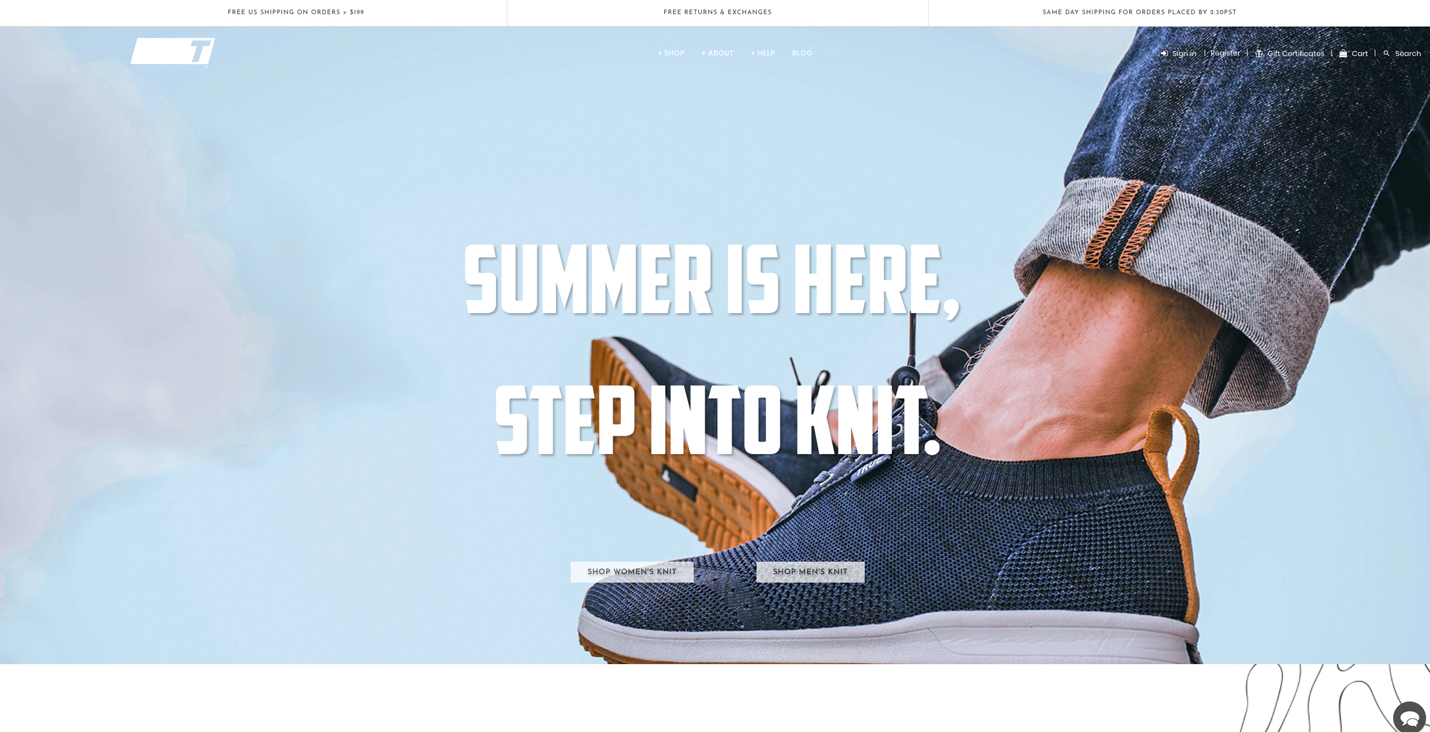 FREE US SHIPPING ON ORDERS > $199
FREE RETURNS & EXCHANGES
SAME DAY SHIPPING FOR ORDERS PLACED BY 2:30PST
T
+ SHOP + ABOUT + HELP BLOG
Sign in | Register | Gift Certificates | Cart | Search
SUMMER IS HERE,
STEP INTO KNIT.
TRUE
SHOP WOMEN'S KNIT
SHOP MEN'S KNIT